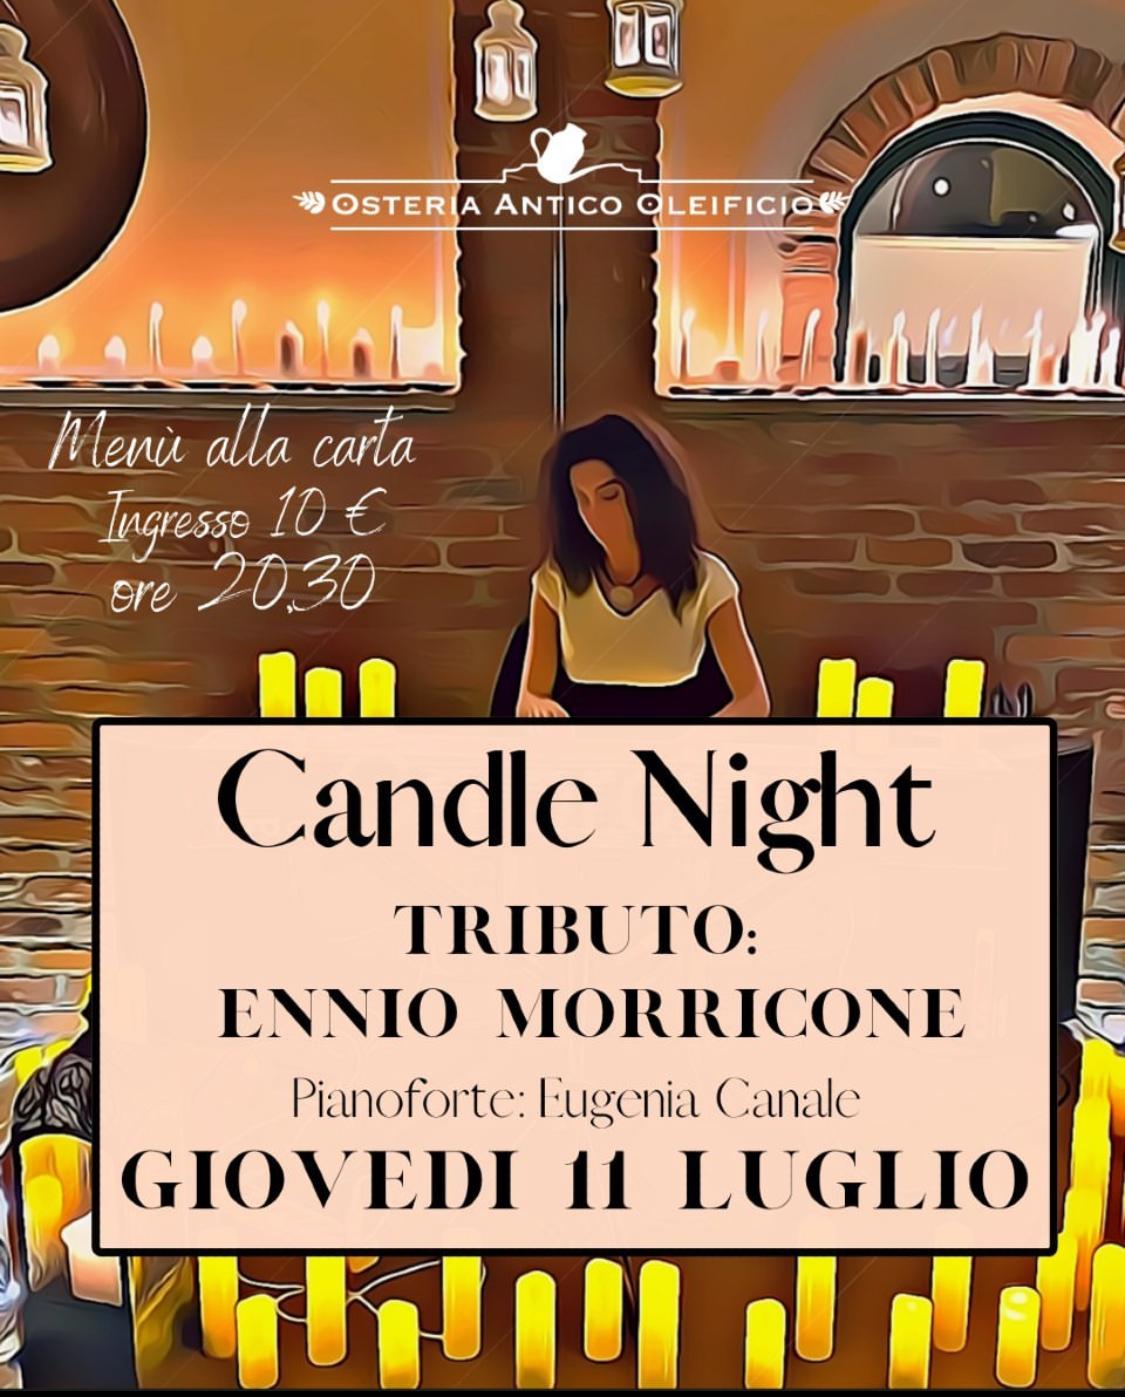 OSTERIA ANTICO OLEIFICIO
Menù alla carta
Ingresso 10 €
ore 20,30
Candle Night
TRIBUTO:
ENNIO MORRICONE
Pianoforte: Eugenia Canale
GIOVEDI 11 LUGLIO